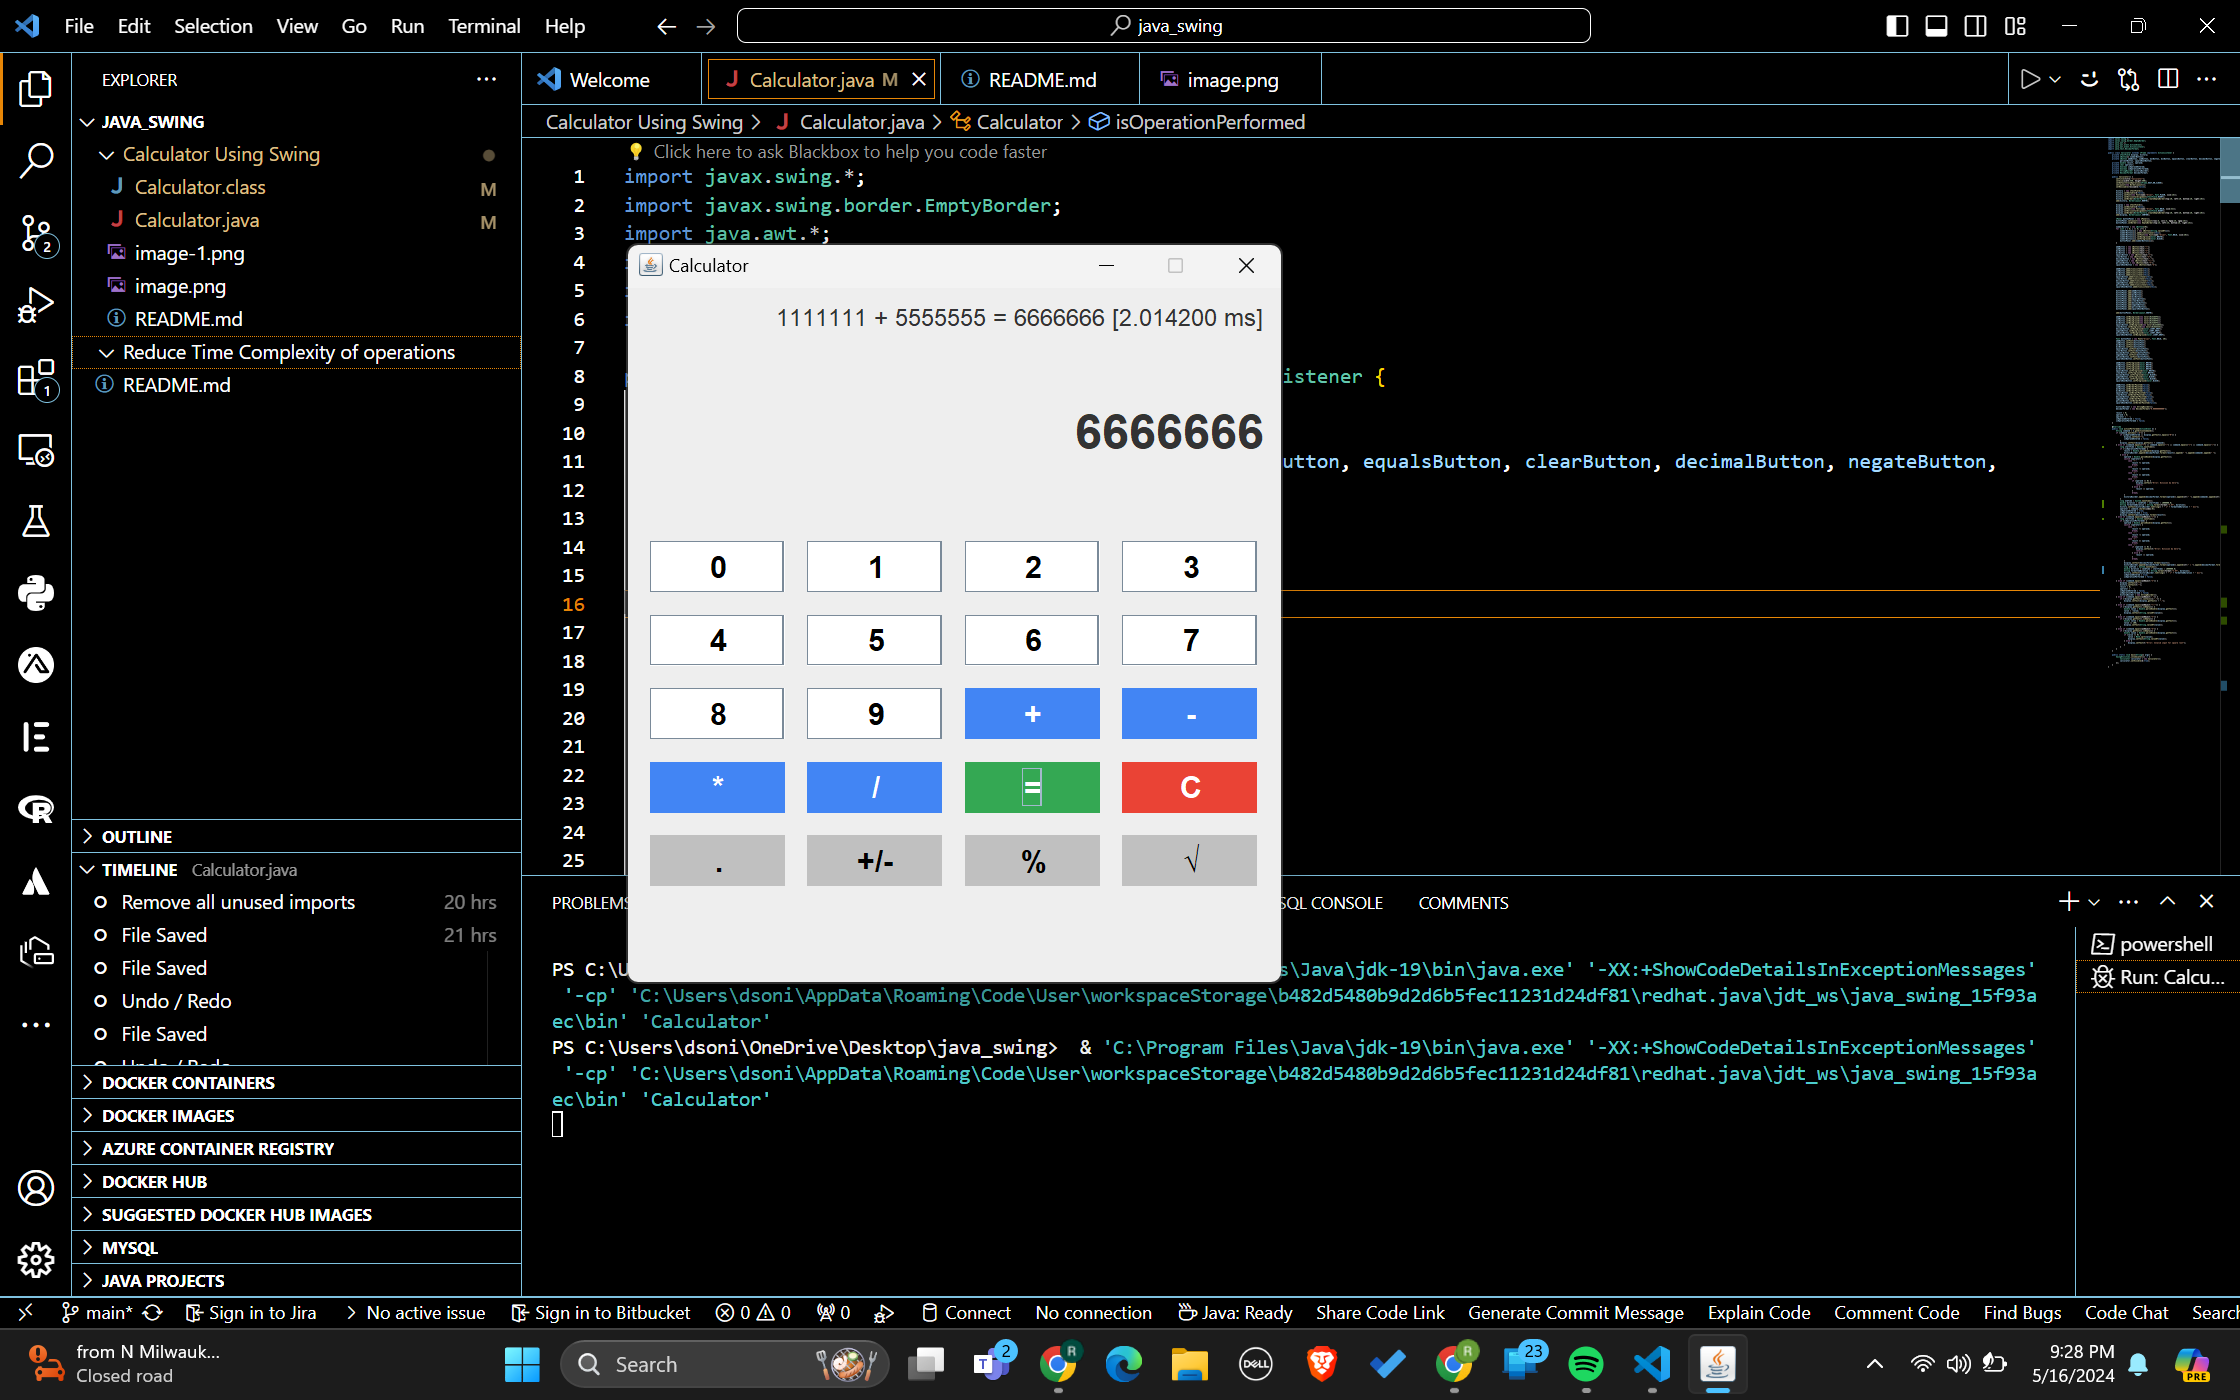 File Edit Selection View Go Run Terminal Help
java_swing
EXPLORER
JAVA_SWING
Calculator Using Swing
J Calculator.class M
J Calculator.java M
image-1.png
image.png
README.md
Reduce Time Complexity of operations
README.md
OUTLINE
TIMELINE Calculator.java
Remove all unused imports 20 hrs
File Saved 21 hrs
File Saved
Undo / Redo
File Saved
Undo / Redo
DOCKER CONTAINERS
DOCKER IMAGES
AZURE CONTAINER REGISTRY
DOCKER HUB
SUGGESTED DOCKER HUB IMAGES
MYSQL
JAVA PROJECTS
2
1
Welcome
J Calculator.java M
README.md
image.png
Calculator Using Swing > J Calculator.java > Calculator > isOperationPerformed
Click here to ask Blackbox to help you code faster
1 import javax.swing.*;
2 import javax.swing.border.EmptyBorder;
3 import java.awt.*;
4
5
6
7
8 istener {
9
10
11 utton, equalsButton, clearButton, decimalButton, negateButton,
12
13
14
15
16
17
18
19
20
21
22
23
24
25
Calculator
1111111 + 5555555 = 6666666 [2.014200 ms]
6666666
0 1 2 3
4 5 6 7
8 9 + -
* / = C
. +/- % √
PROBLEMS SQL CONSOLE COMMENTS
PS C:\U s\Java\jdk-19\bin\java.exe' '-XX:+ShowCodeDetailsInExceptionMessages'
'-cp' 'C:\Users\dsoni\AppData\Roaming\Code\User\workspaceStorage\b482d5480b9d2d6b5fec11231d24df81\redhat.java\jdt_ws\java_swing_15f93a
ec\bin' 'Calculator'
PS C:\Users\dsoni\OneDrive\Desktop\java_swing> & 'C:\Program Files\Java\jdk-19\bin\java.exe' '-XX:+ShowCodeDetailsInExceptionMessages'
'-cp' 'C:\Users\dsoni\AppData\Roaming\Code\User\workspaceStorage\b482d5480b9d2d6b5fec11231d24df81\redhat.java\jdt_ws\java_swing_15f93a
ec\bin' 'Calculator'
powershell
Run: Calcu...
main* Sign in to Jira > No active issue Sign in to Bitbucket 0 0 0 Connect No connection Java: Ready Share Code Link Generate Commit Message Explain Code Comment Code Find Bugs Code Chat Search
from N Milwauk...
Closed road
Search
T 2
R
DELL
R
23
9:28 PM
5/16/2024
PRE